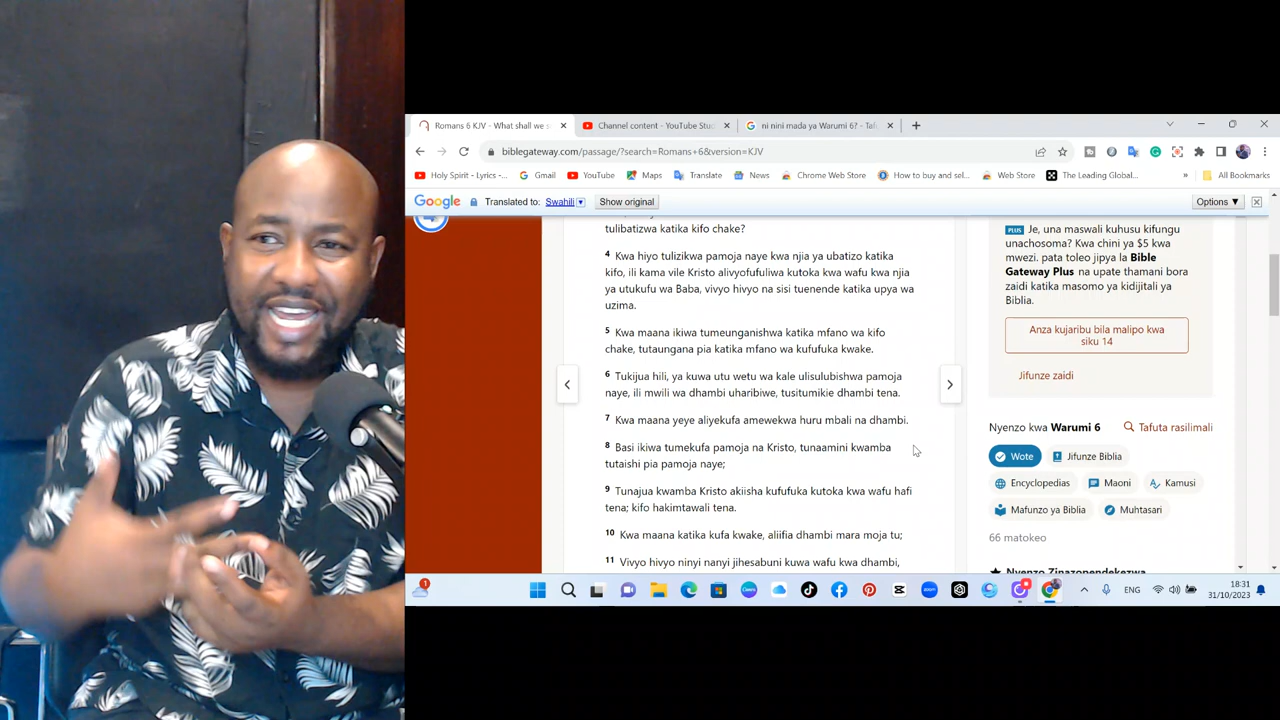 Romans 6 KJV - What shall we s
Channel content - YouTube Stuc
ni nini mada ya Warumi 6? - Taf
biblegateway.com/passage/?search=Romans+6&version=KJV
Holy Spirit - Lyrics -...
Gmail
YouTube
Maps
Translate
News
Chrome Web Store
How to buy and sel...
Web Store
The Leading Global...
»
All Bookmarks
Google
Translated to: Swahili
Show original
Options ▼
tulibatizwa katika kifo chake?
4 Kwa hiyo tulizikwa pamoja naye kwa njia ya ubatizo katika
kifo, ili kama vile Kristo alivyofufuliwa kutoka kwa wafu kwa njia
ya utukufu wa Baba, vivyo hivyo na sisi tuenende katika upya wa
uzima.
5 Kwa maana ikiwa tumeunganishwa katika mfano wa kifo
chake, tutaungana pia katika mfano wa kufufuka kwake.
6 Tukijua hili, ya kuwa utu wetu wa kale ulisulubishwa pamoja
naye, ili mwili wa dhambi uharibiwe, tusitumikie dhambi tena.
7 Kwa maana yeye aliyekufa amewekwa huru mbali na dhambi.
8 Basi ikiwa tumekufa pamoja na Kristo, tunaamini kwamba
tutaishi pia pamoja naye;
9 Tunajua kwamba Kristo akiisha kufufuka kutoka kwa wafu hafi
tena; kifo hakimtawali tena.
10 Kwa maana katika kufa kwake, aliifia dhambi mara moja tu;
11 Vivyo hivyo ninyi nanyi jihesabuni kuwa wafu kwa dhambi,
PLUS Je, una maswali kuhusu kifungu
unachosoma? Kwa chini ya $5 kwa
mwezi. pata toleo jipya la Bible
Gateway Plus na upate thamani bora
zaidi katika masomo ya kidijitali ya
Biblia.
Anza kujaribu bila malipo kwa
siku 14
Jifunze zaidi
Nyenzo kwa Warumi 6
Tafuta rasilimali
Wote
Jifunze Biblia
Encyclopedias
Maoni
Kamusi
Mafunzo ya Biblia
Muhtasari
66 matokeo
Nyenzo Zinazopendekezwa
1
zoom
ENG
18:31
31/10/2023